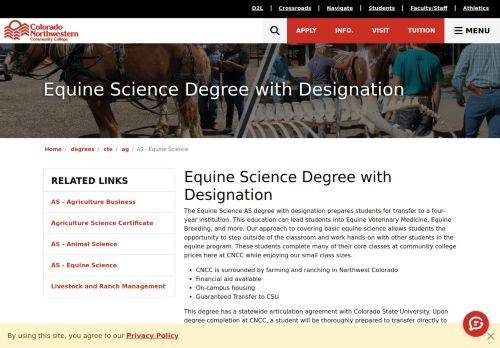 D2L | Crossroads | Navigate | Students | Faculty/Staff | Athletics
Colorado
Northwestern
Community College
APPLY INFO. VISIT TUITION MENU
Equine Science Degree with Designation
Home / degrees / cte / ag / AS - Equine Science
RELATED LINKS
AS - Agriculture Business
Agriculture Science Certificate
AS - Animal Science
AS - Equine Science
Livestock and Ranch Management
Equine Science Degree with
Designation
The Equine Science AS degree with designation prepares students for transfer to a four-
year institution. This education can lead students into Equine Veterinary Medicine, Equine
Breeding, and more. Our approach to covering basic equine science allows students the
opportunity to step outside of the classroom and work hands-on with other students in the
equine program. These students complete many of their core classes at community college
prices here at CNCC while enjoying our small class sizes.
• CNCC is surrounded by farming and ranching in Northwest Colorado
• Financial aid available
• On-campus housing
• Guaranteed Transfer to CSU
This degree has a statewide articulation agreement with Colorado State University. Upon
degree completion at CNCC, a student will be thoroughly prepared to transfer directly to
By using this site, you agree to our Privacy Policy
×